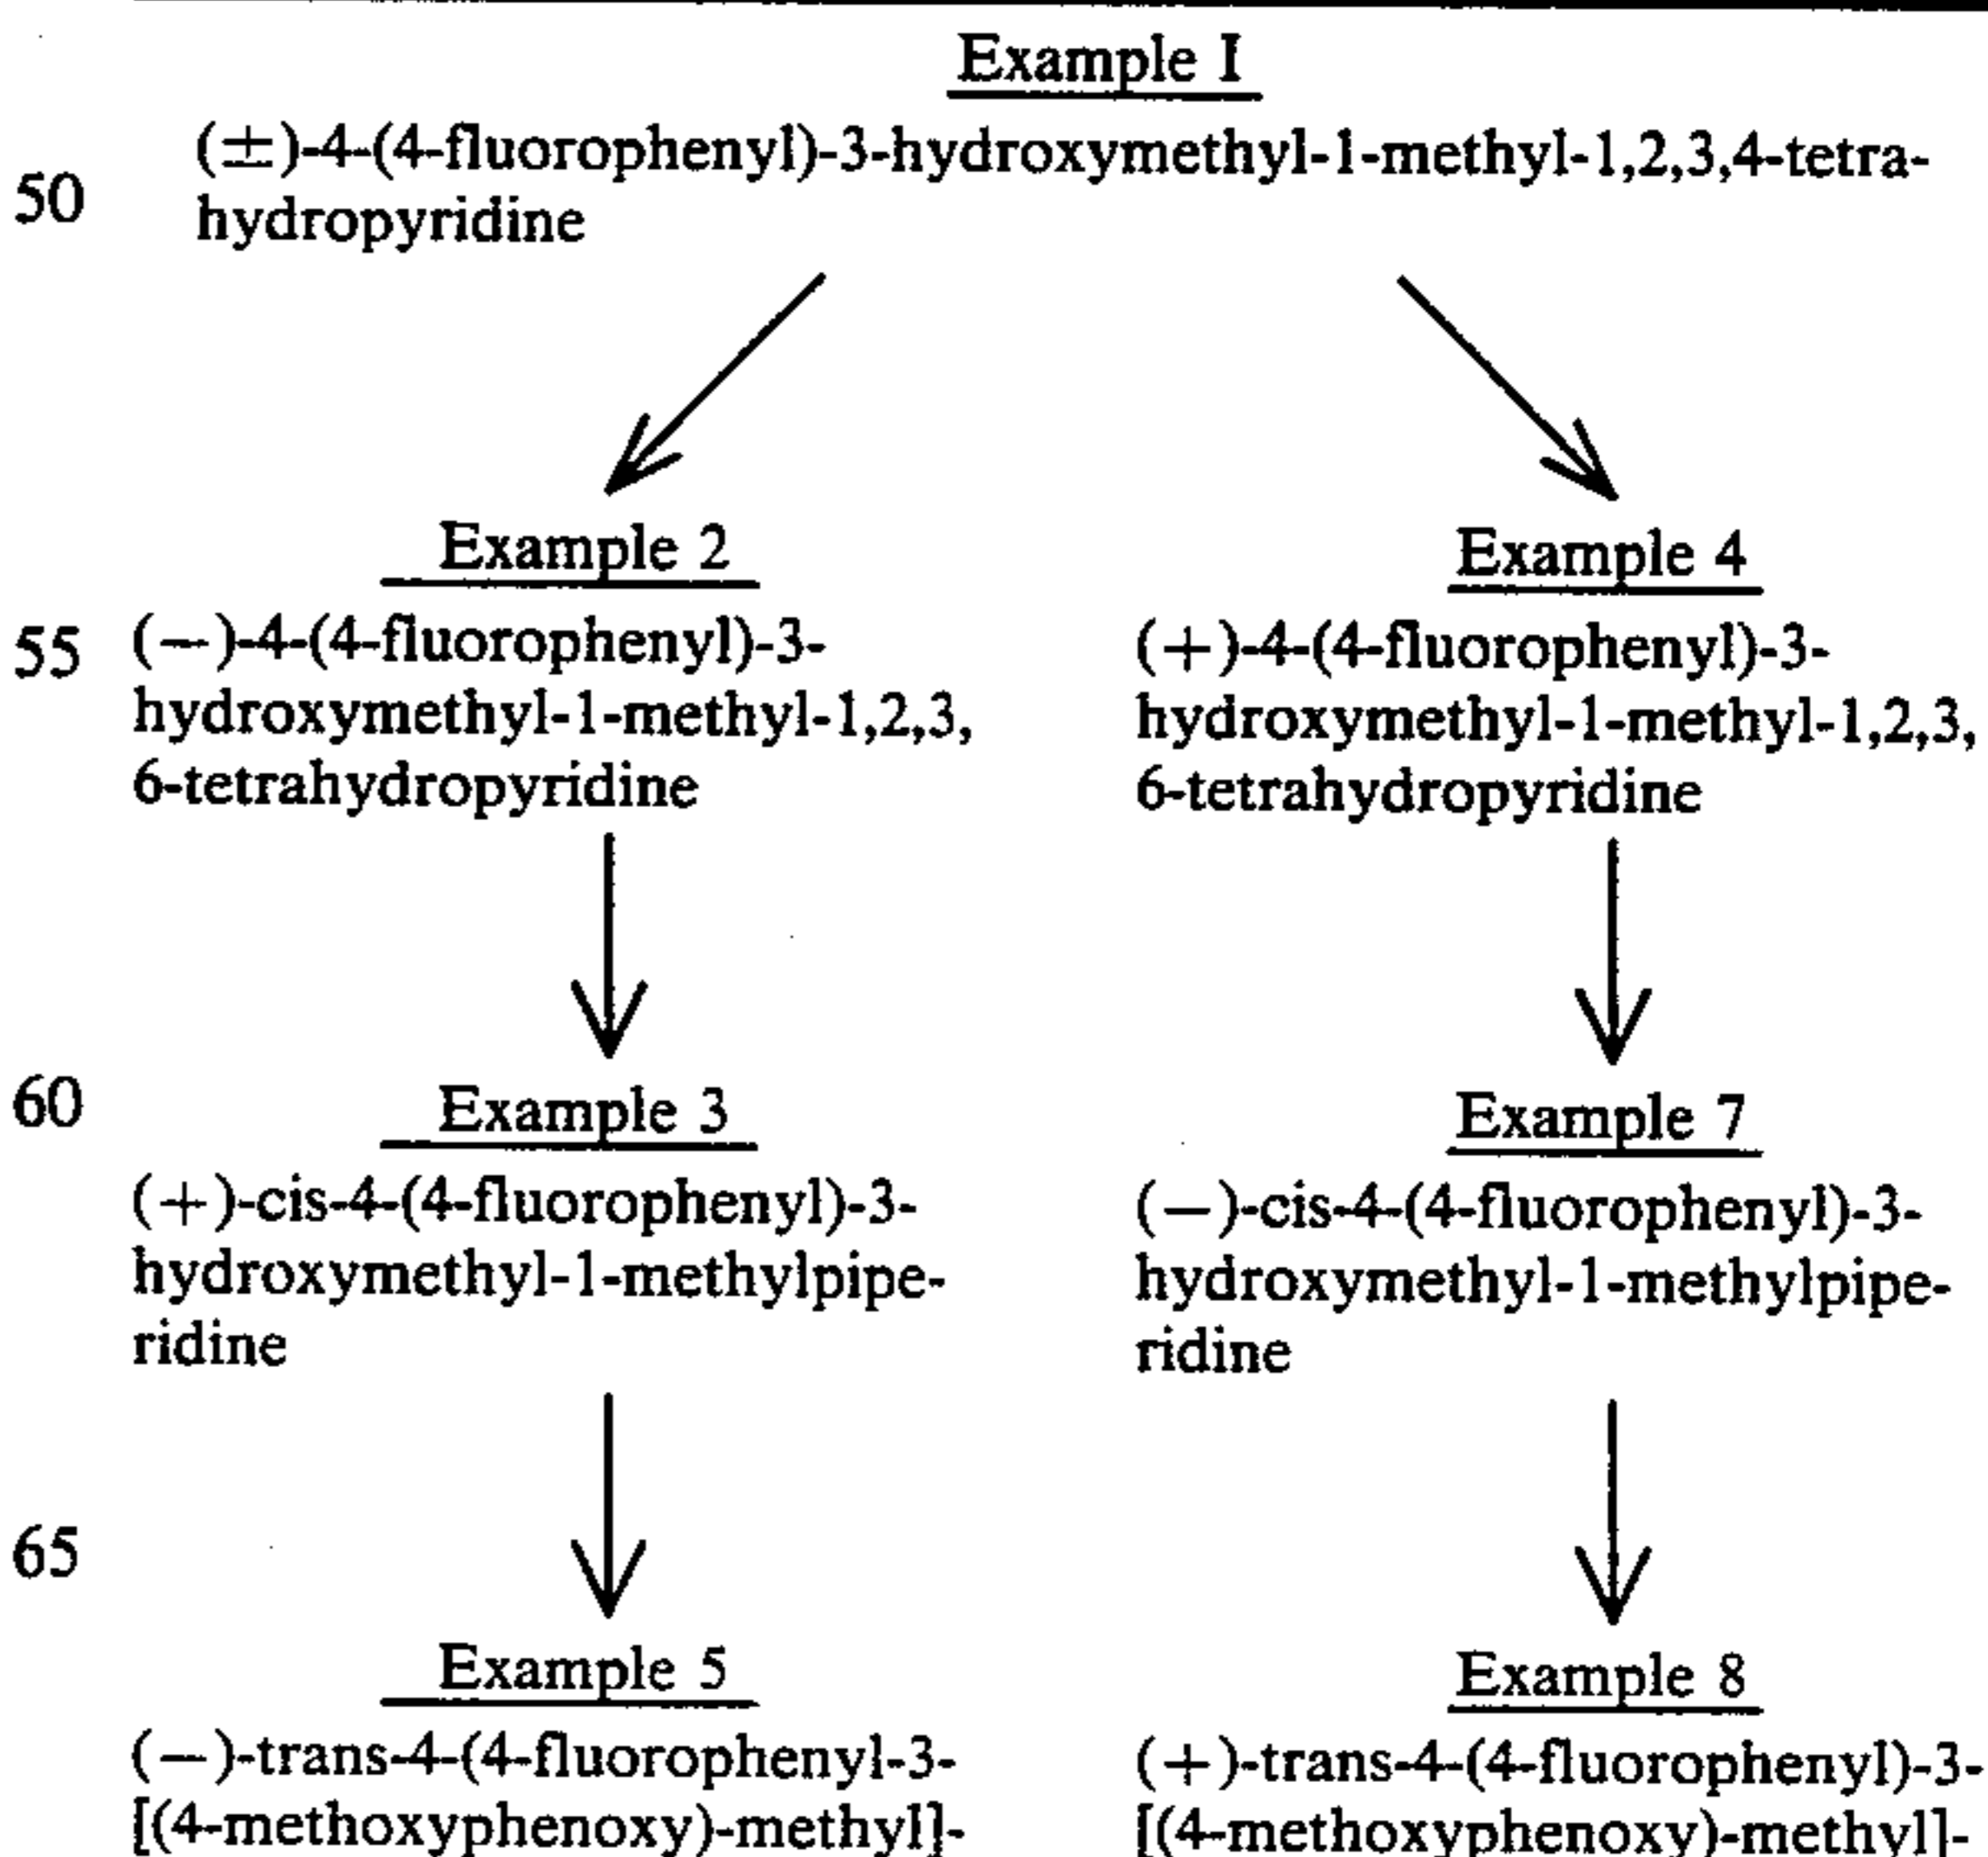 Example I
50
(±)-4-(4-fluorophenyl)-3-hydroxymethyl-1-methyl-1,2,3,4-tetra-
hydropyridine
Example 2
55
(−)-4-(4-fluorophenyl)-3-
hydroxymethyl-1-methyl-1,2,3,
6-tetrahydropyridine
Example 4
(+)-4-(4-fluorophenyl)-3-
hydroxymethyl-1-methyl-1,2,3,
6-tetrahydropyridine
60
Example 3
(+)-cis-4-(4-fluorophenyl)-3-
hydroxymethyl-1-methylpipe-
ridine
Example 7
(−)-cis-4-(4-fluorophenyl)-3-
hydroxymethyl-1-methylpipe-
ridine
65
Example 5
(−)-trans-4-(4-fluorophenyl-3-
[(4-methoxyphenoxy)-methyl]-
Example 8
(+)-trans-4-(4-fluorophenyl)-3-
[(4-methoxyphenoxy)-methyl]-